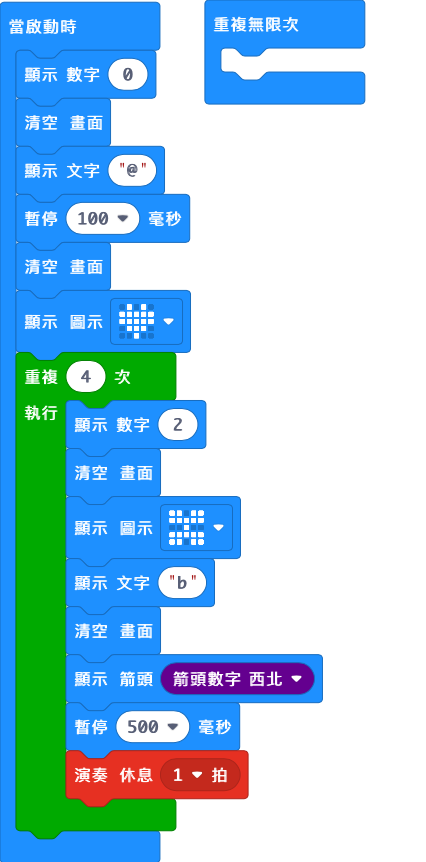 當啟動時
顯示 數字 0
清空 畫面
顯示 文字 "@"
暫停 100 毫秒
清空 畫面
顯示 圖示
重複 4 次
執行
顯示 數字 2
清空 畫面
顯示 圖示
顯示 文字 "b"
清空 畫面
顯示 箭頭 箭頭數字 西北
暫停 500 毫秒
演奏 休息 1 拍
重複無限次